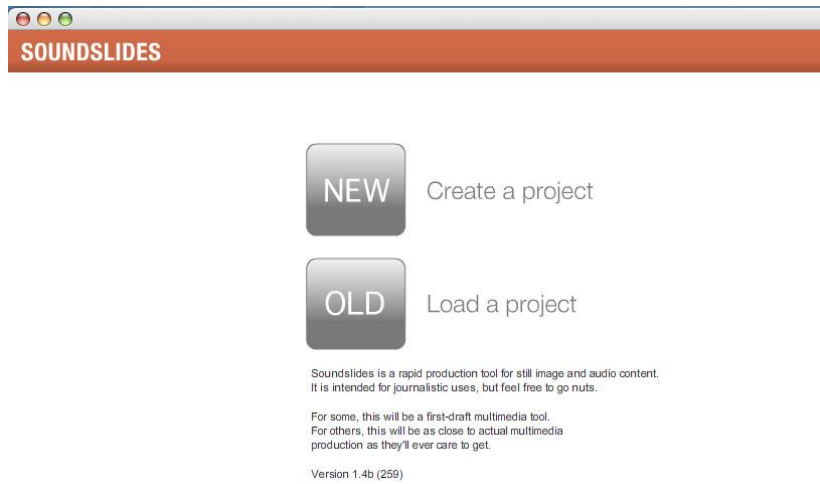 SOUNDSLIDES
NEW
Create a project
OLD
Load a project
Soundslides is a rapid production tool for still image and audio content.
It is intended for journalistic uses, but feel free to go nuts.
For some, this will be a first-draft multimedia tool.
For others, this will be as close to actual multimedia
production as they'll ever care to get.
Version 1.4b (259)